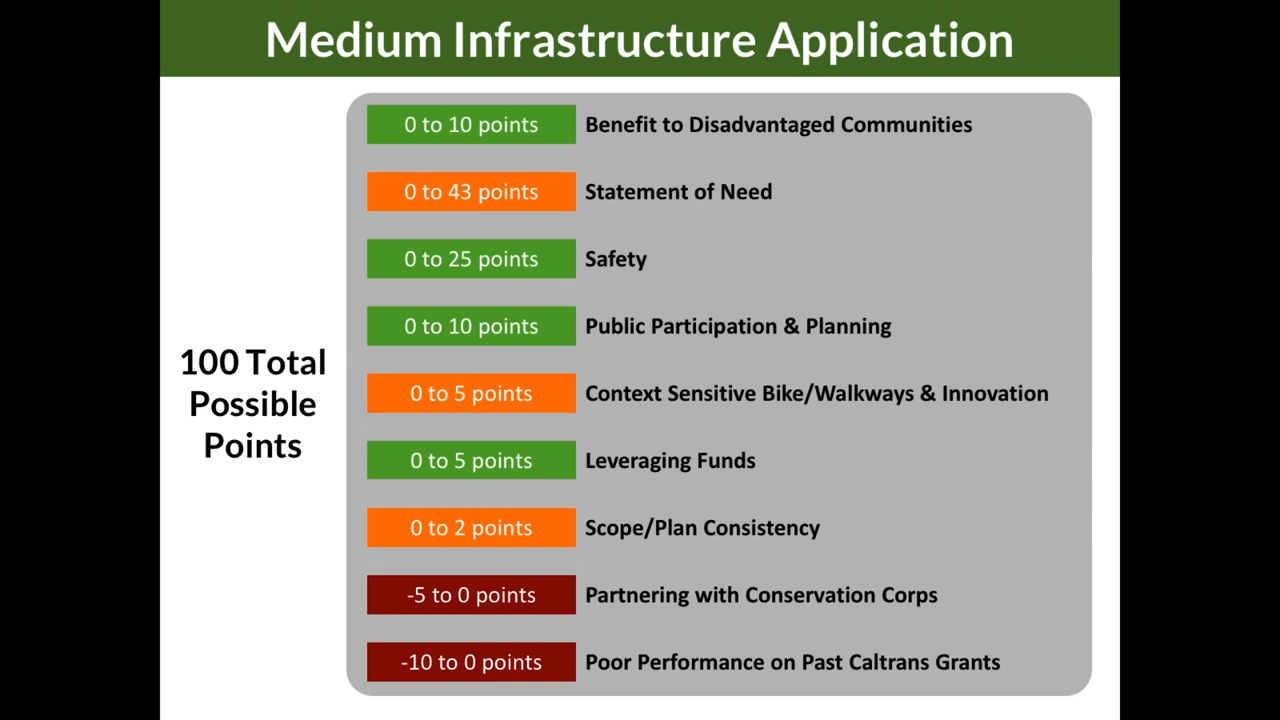 Medium Infrastructure Application
100 Total
Possible
Points
0 to 10 points Benefit to Disadvantaged Communities
0 to 43 points Statement of Need
0 to 25 points Safety
0 to 10 points Public Participation & Planning
0 to 5 points Context Sensitive Bike/Walkways & Innovation
0 to 5 points Leveraging Funds
0 to 2 points Scope/Plan Consistency
-5 to 0 points Partnering with Conservation Corps
-10 to 0 points Poor Performance on Past Caltrans Grants